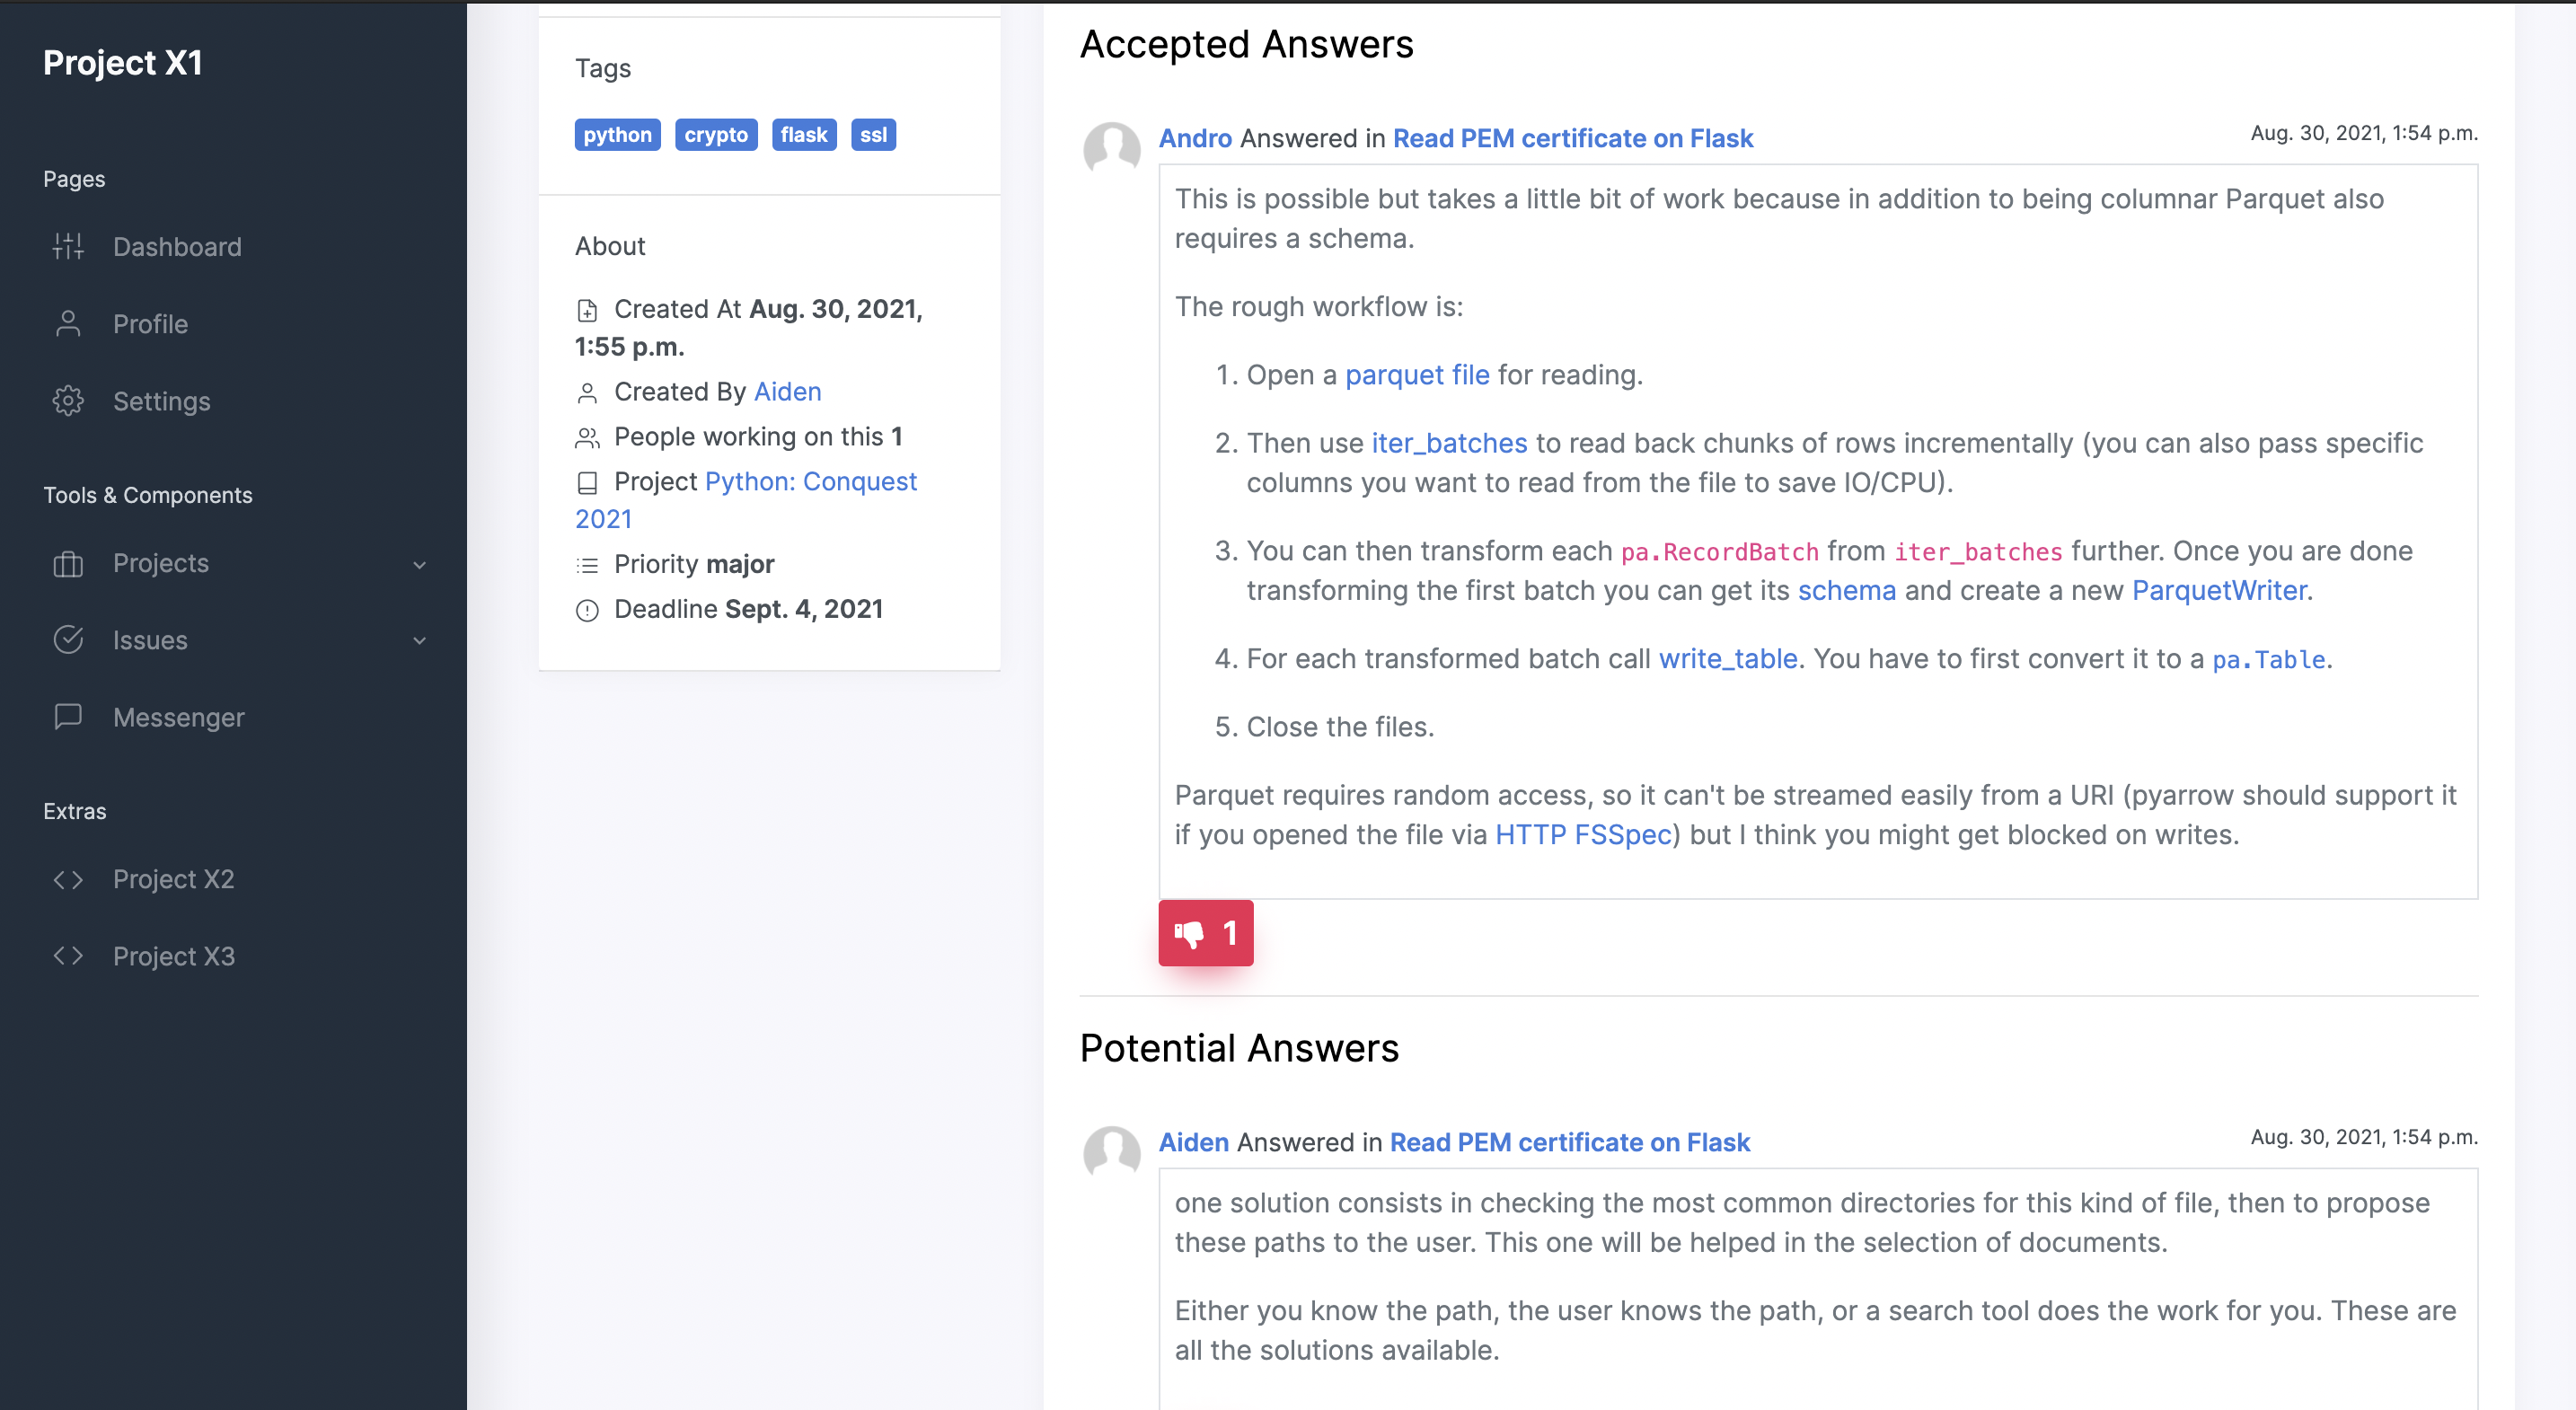 Project X1
Pages
Dashboard
Profile
Settings
Tools & Components
Projects
Issues
Messenger
Extras
Project X2
Project X3
Tags
python crypto flask ssl
About
Created At Aug. 30, 2021,
1:55 p.m.
Created By Aiden
People working on this 1
Project Python: Conquest
2021
Priority major
Deadline Sept. 4, 2021
Accepted Answers
Andro Answered in Read PEM certificate on Flask
Aug. 30, 2021, 1:54 p.m.
This is possible but takes a little bit of work because in addition to being columnar Parquet also
requires a schema.
The rough workflow is:
1. Open a parquet file for reading.
2. Then use iter_batches to read back chunks of rows incrementally (you can also pass specific
columns you want to read from the file to save IO/CPU).
3. You can then transform each pa.RecordBatch from iter_batches further. Once you are done
transforming the first batch you can get its schema and create a new ParquetWriter.
4. For each transformed batch call write_table. You have to first convert it to a pa.Table.
5. Close the files.
Parquet requires random access, so it can't be streamed easily from a URI (pyarrow should support it
if you opened the file via HTTP FSSpec) but I think you might get blocked on writes.
1
Potential Answers
Aiden Answered in Read PEM certificate on Flask
Aug. 30, 2021, 1:54 p.m.
one solution consists in checking the most common directories for this kind of file, then to propose
these paths to the user. This one will be helped in the selection of documents.
Either you know the path, the user knows the path, or a search tool does the work for you. These are
all the solutions available.